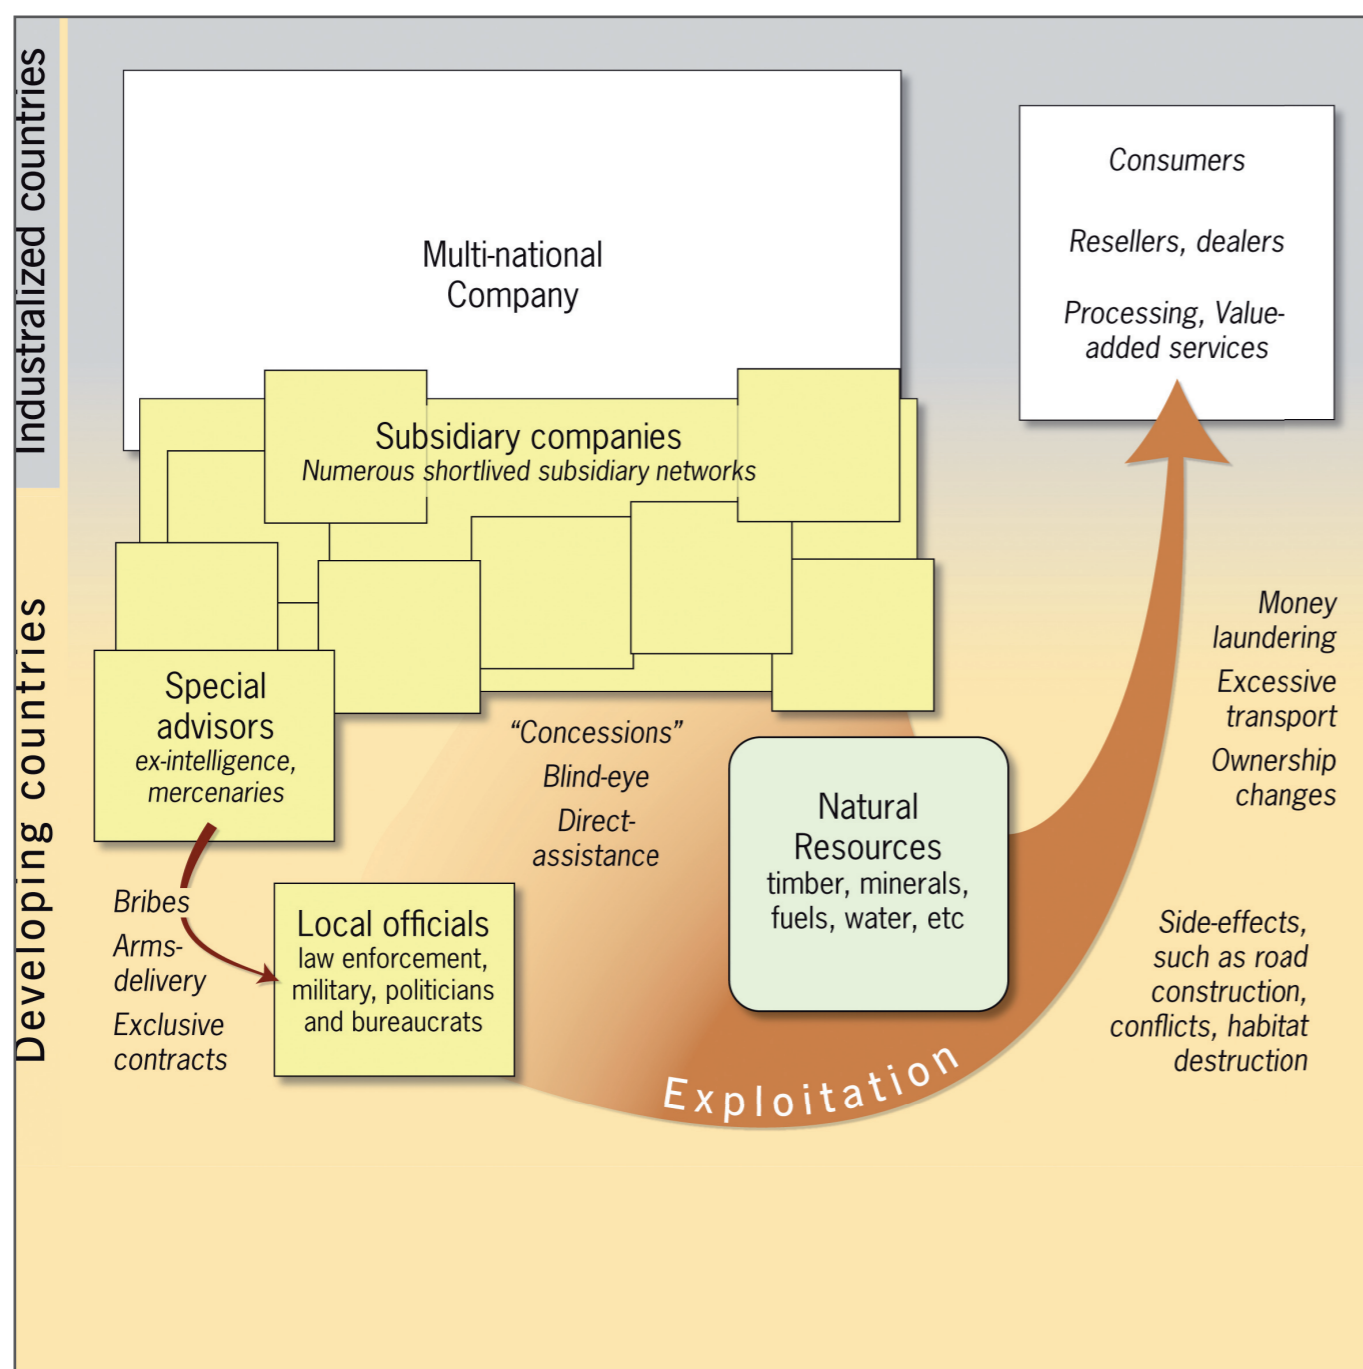 Industralized countries
Developing countries
Multi-national
Company
Consumers
Resellers, dealers
Processing, Value-
added services
Subsidiary companies
Numerous shortlived subsidiary networks
Special
advisors
ex-intelligence,
mercenaries
"Concessions"
Blind-eye
Direct-
assistance
Natural
Resources
timber, minerals,
fuels, water, etc
Money
laundering
Excessive
transport
Ownership
changes
Bribes
Arms-
delivery
Exclusive
contracts
Local officials
law enforcement,
military, politicians
and bureaucrats
Side-effects,
such as road
construction,
conflicts, habitat
destruction
Exploitation